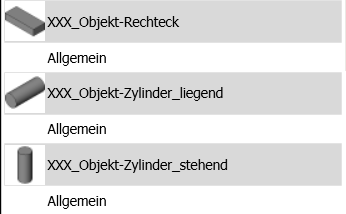 XXX_Objekt-Rechteck
Allgemein
XXX_Objekt-Zylinder_liegend
Allgemein
XXX_Objekt-Zylinder_stehend
Allgemein